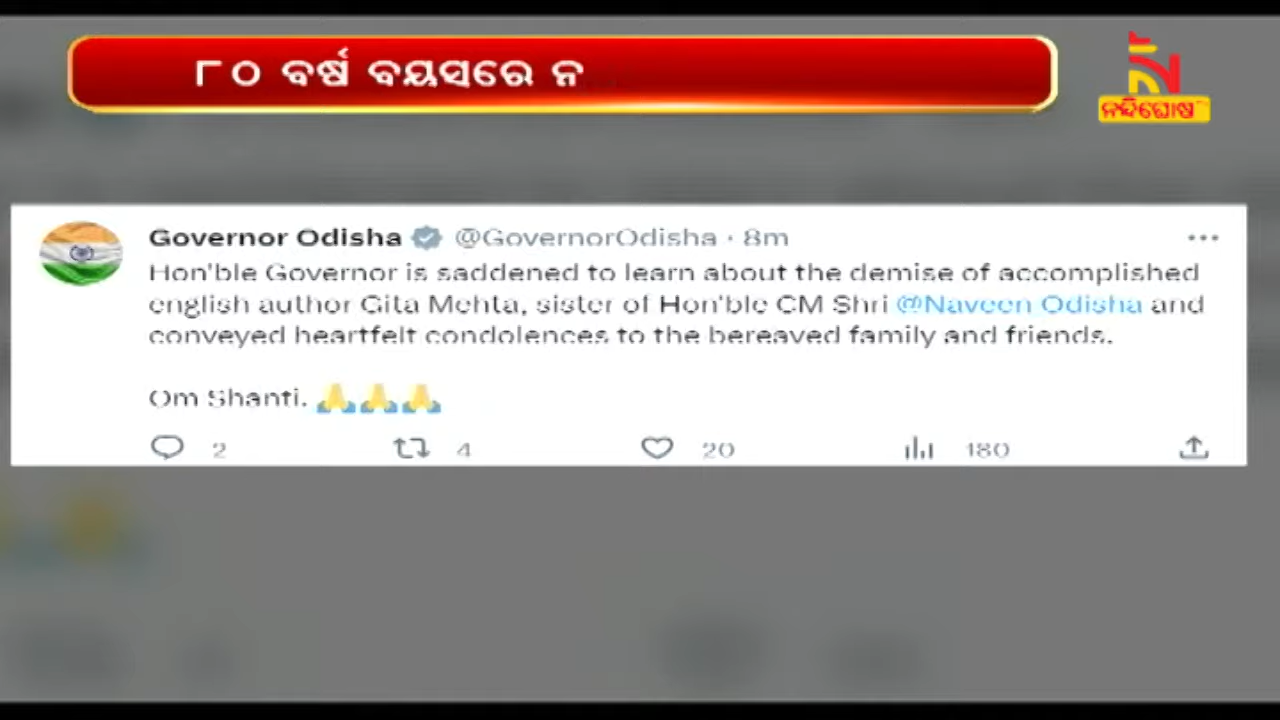 ୮୦ ବର୍ଷ ବୟସରେ ନ
ନନ୍ଦିଘୋଷ
Governor Odisha @GovernorOdisha · 8m
Hon'ble Governor is saddened to learn about the demise of accomplished
english author Gita Mehta, sister of Hon'ble CM Shri @Naveen_Odisha and
conveyed heartfelt condolences to the bereaved family and friends.
Om Shanti. 🙏🙏🙏
2 4 20 180